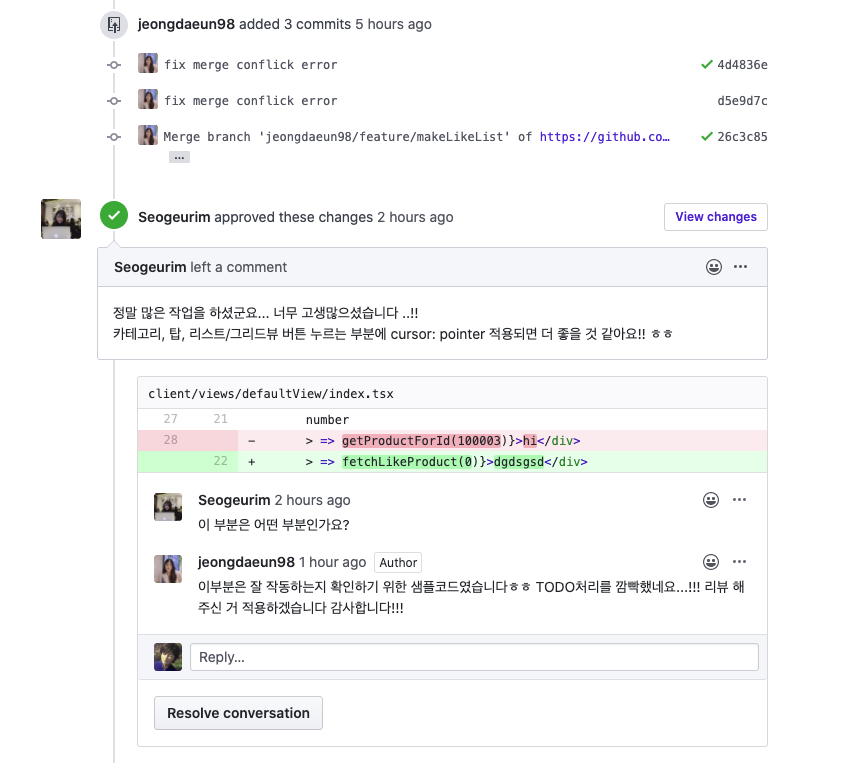 jeongdaeun98 added 3 commits 5 hours ago
fix merge conflick error 4d4836e
fix merge conflick error d5e9d7c
Merge branch 'jeongdaeun98/feature/makeLikeList' of https://github.co… 26c3c85
...
Seogeurim approved these changes 2 hours ago View changes
Seogeurim left a comment
정말 많은 작업을 하셨군요... 너무 고생많으셨습니다 ..!!
카테고리, 탑, 리스트/그리드뷰 버튼 누르는 부분에 cursor: pointer 적용되면 더 좋을 것 같아요!! ㅎㅎ
client/views/defaultView/index.tsx
27 21 number
28 - > => getProductForId(100003)}>hi</div>
22 + > => fetchLikeProduct(0)}>dgdsgsd</div>
Seogeurim 2 hours ago
이 부분은 어떤 부분인가요?
jeongdaeun98 1 hour ago Author
이부분은 잘 작동하는지 확인하기 위한 샘플코드였습니다ㅎㅎ TODO처리를 깜빡했네요...!!! 리뷰 해
주신 거 적용하겠습니다 감사합니다!!!
Reply...
Resolve conversation